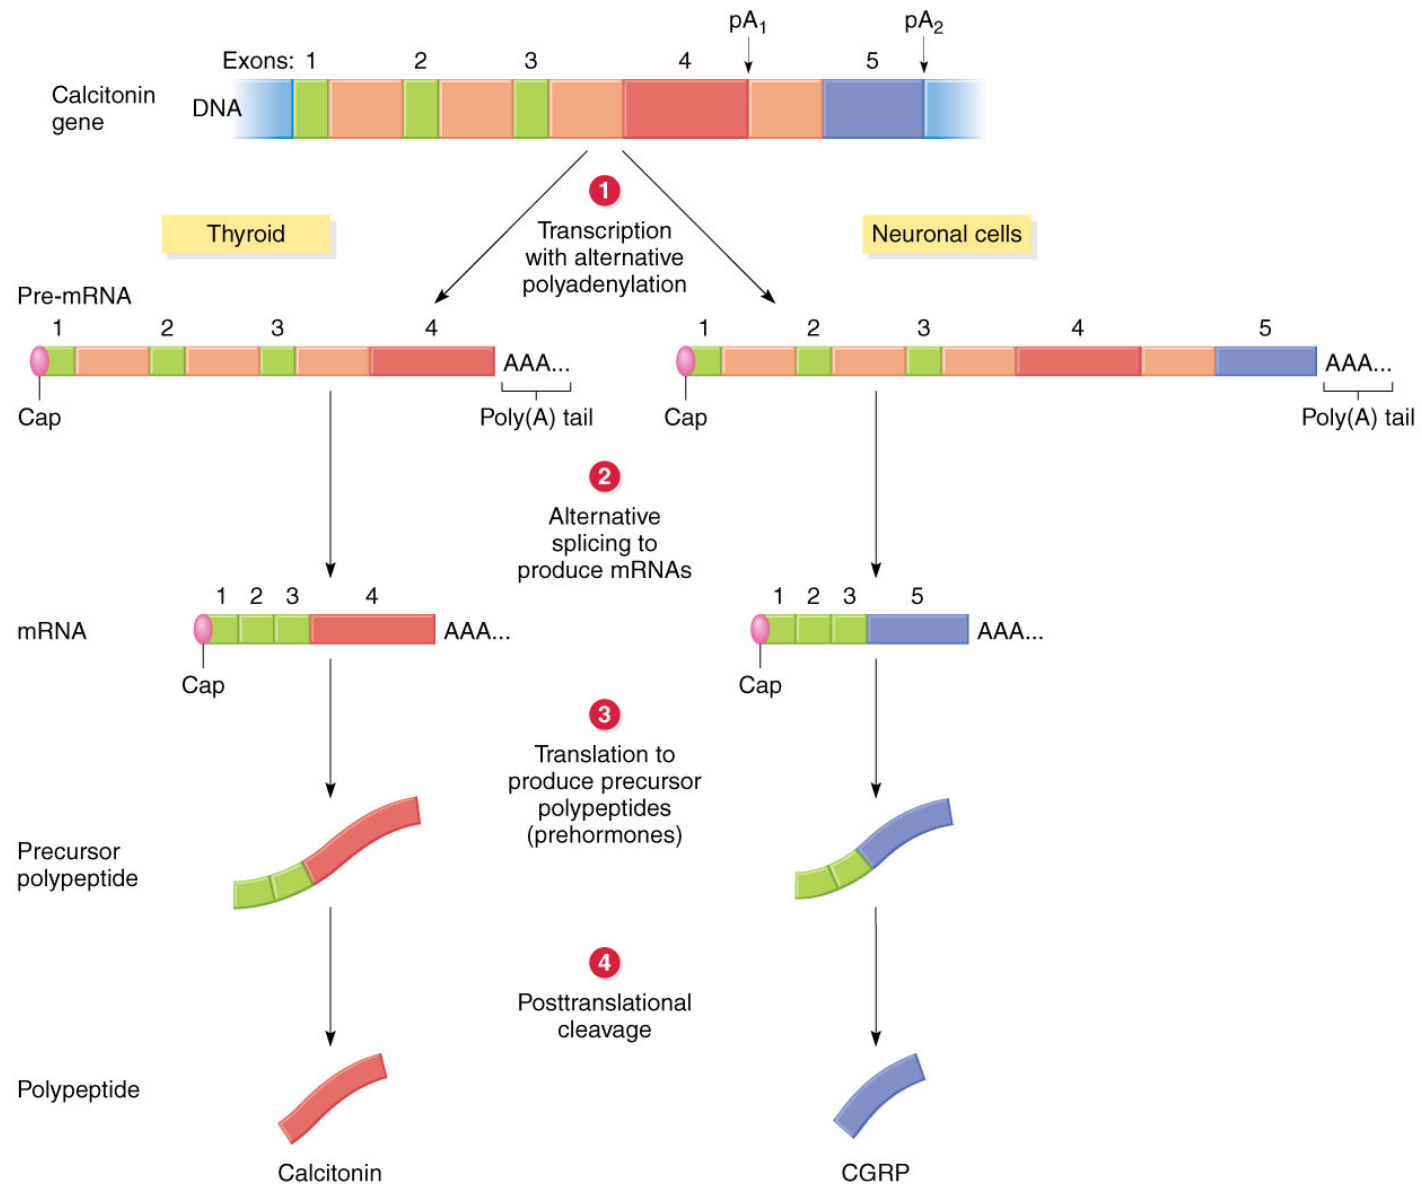 pA₁ pA₂
Exons: 1 2 3 4 5
Calcitonin
gene
DNA
1
Thyroid
Transcription
with alternative
polyadenylation
Neuronal cells
Pre-mRNA
1 2 3 4
1 2 3 4 5
AAA...
AAA...
Cap
Poly(A) tail
Cap
Poly(A) tail
2
Alternative
splicing to
produce mRNAs
1 2 3 4
1 2 3 5
mRNA
AAA...
AAA...
Cap
Cap
3
Translation to
produce precursor
polypeptides
(prehormones)
Precursor
polypeptide
4
Posttranslational
cleavage
Polypeptide
Calcitonin
CGRP